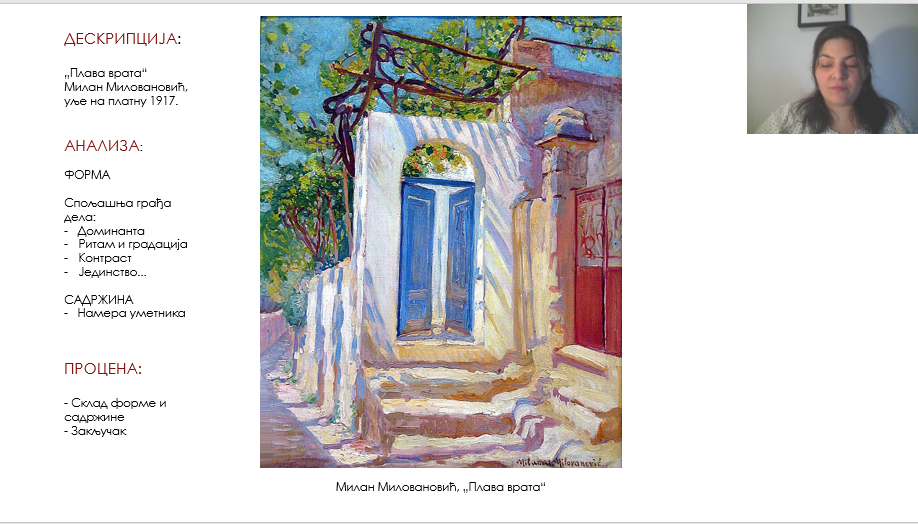 ДЕСКРИПЦИЈА:
„Плава врата“
Милан Миловановић,
уље на платну 1917.
АНАЛИЗА:
ФОРМА
Спољашња грађа
дела:
- Доминанта
- Ритам и градација
- Контраст
- Јединство...
САДРЖИНА
- Намера уметника
ПРОЦЕНА:
- Склад форме и
садржине
- Закључак
Milan Milovanović
Милан Миловановић, „Плава врата“